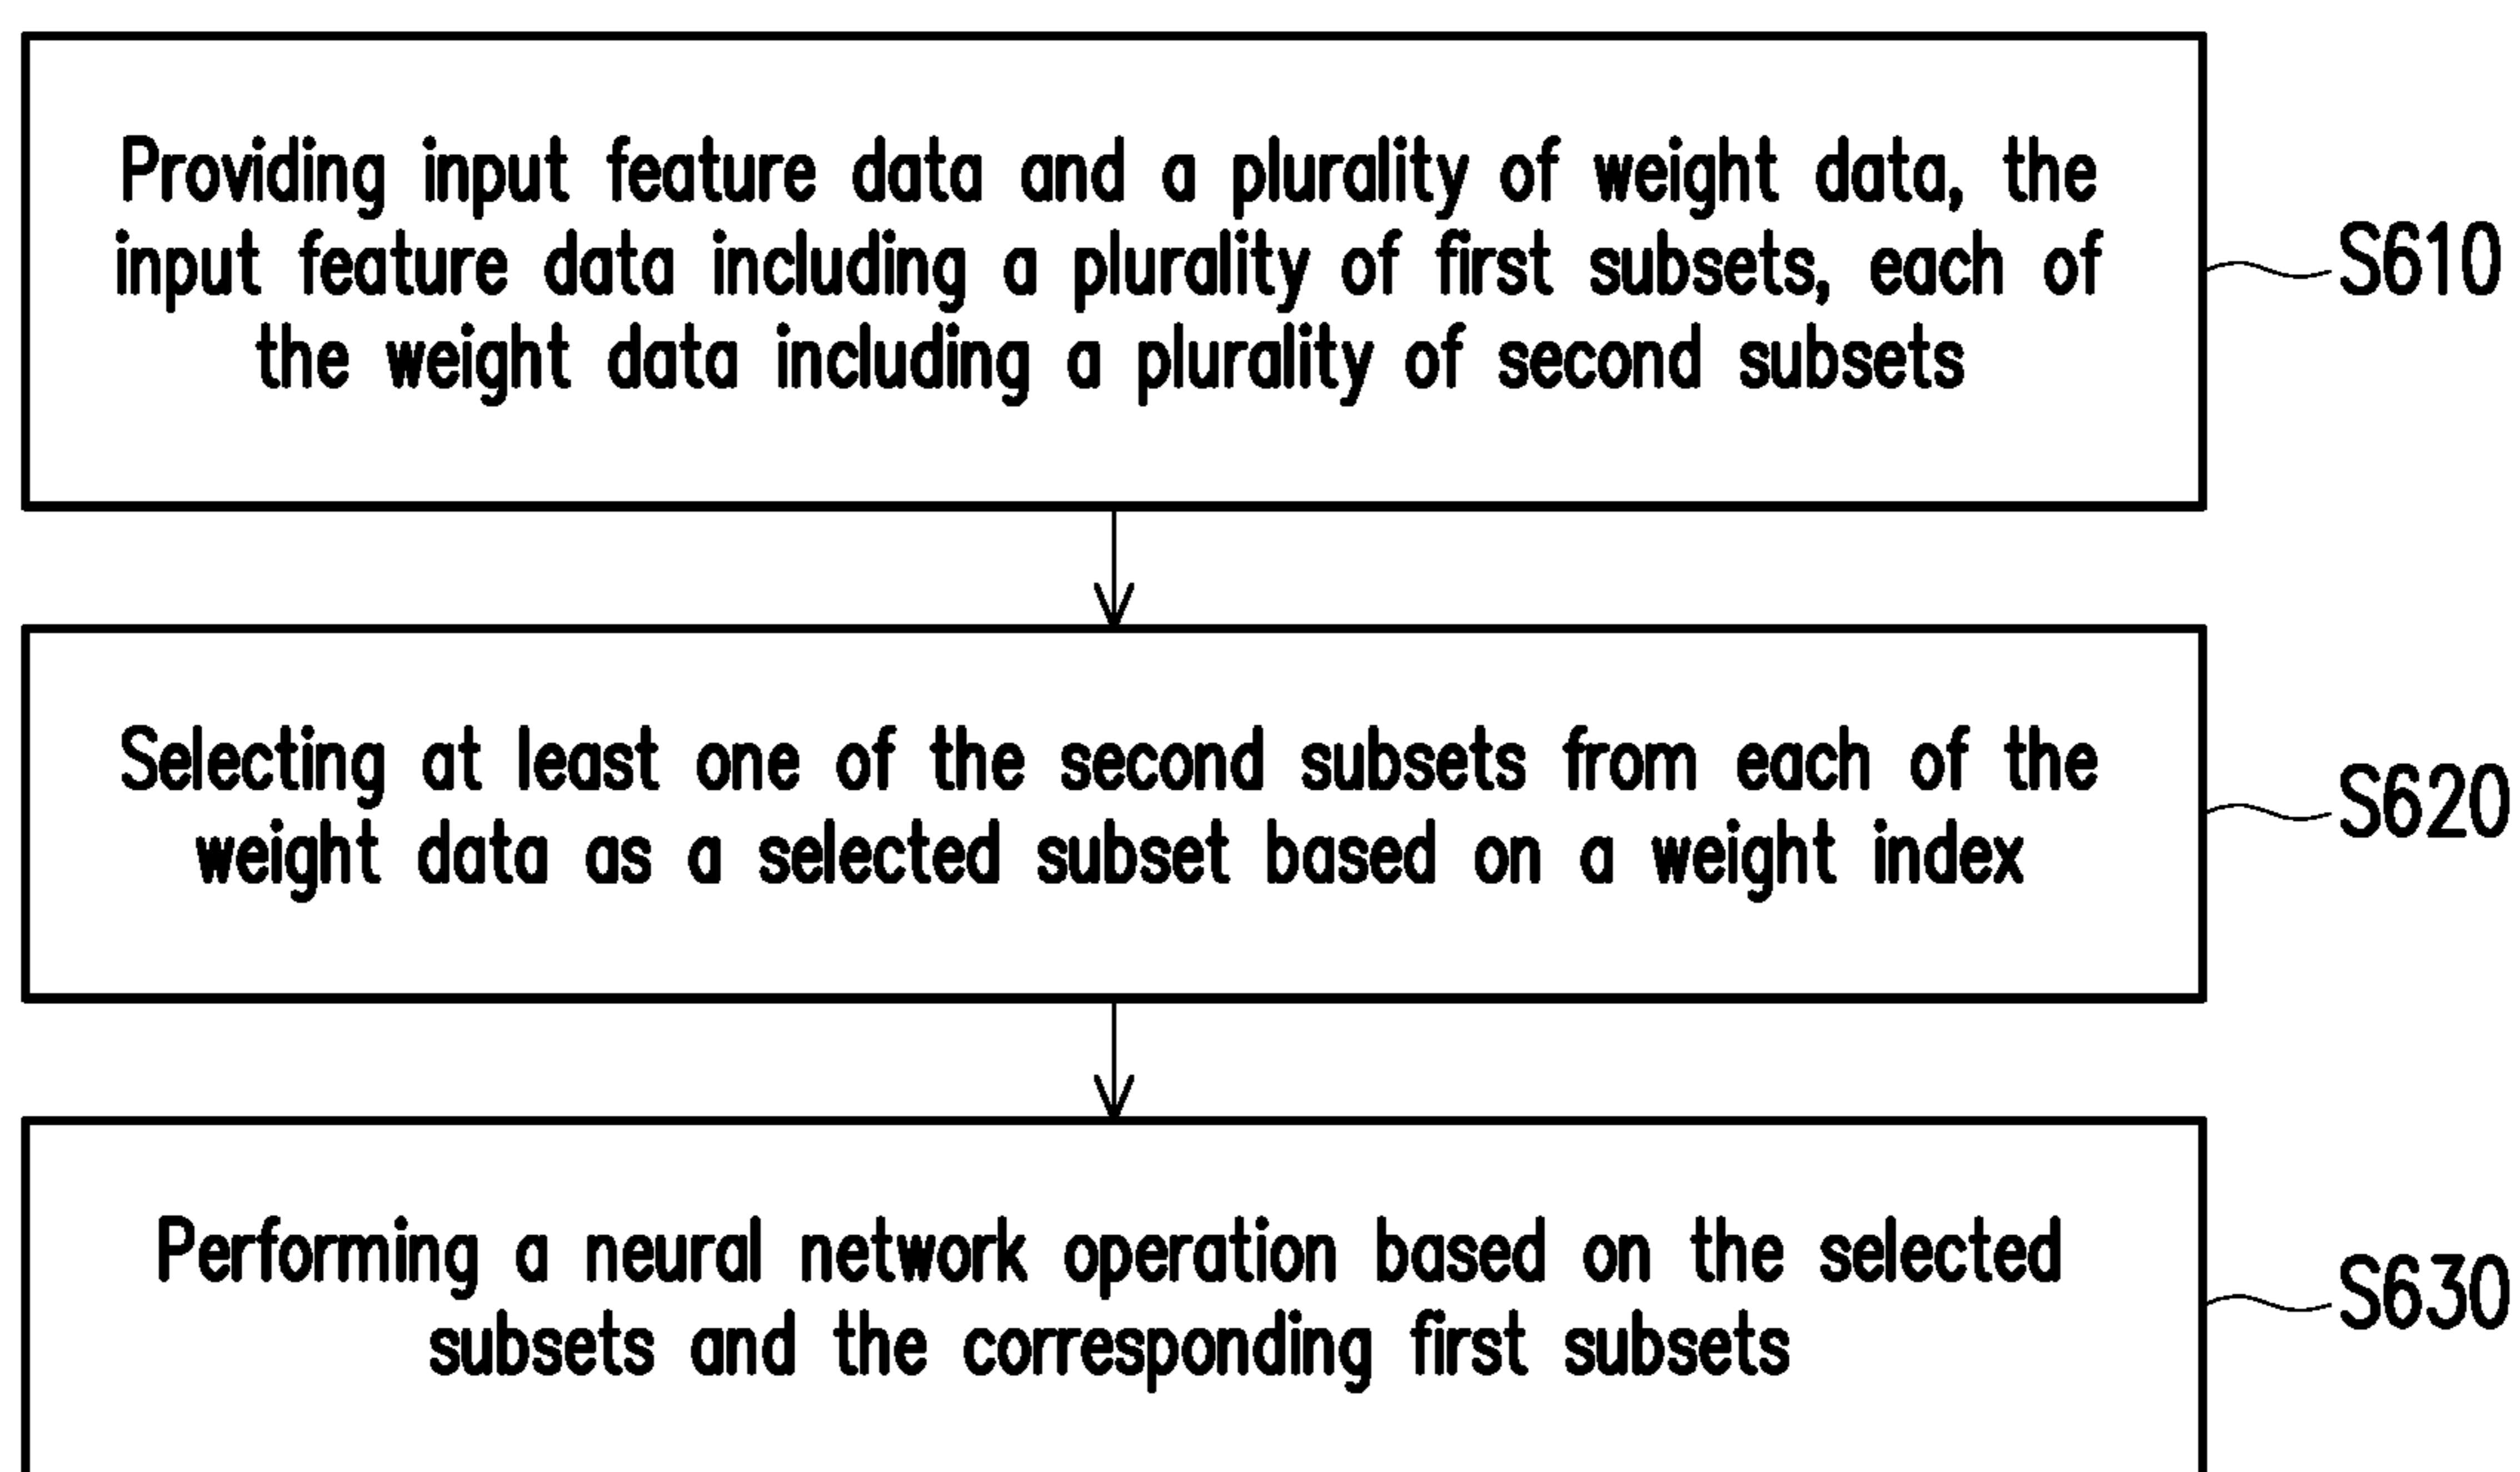 Providing input feature data and a plurality of weight data, the
input feature data including a plurality of first subsets, each of
the weight data including a plurality of second subsets
S610
Selecting at least one of the second subsets from each of the
weight data as a selected subset based on a weight index
S620
Performing a neural network operation based on the selected
subsets and the corresponding first subsets
S630